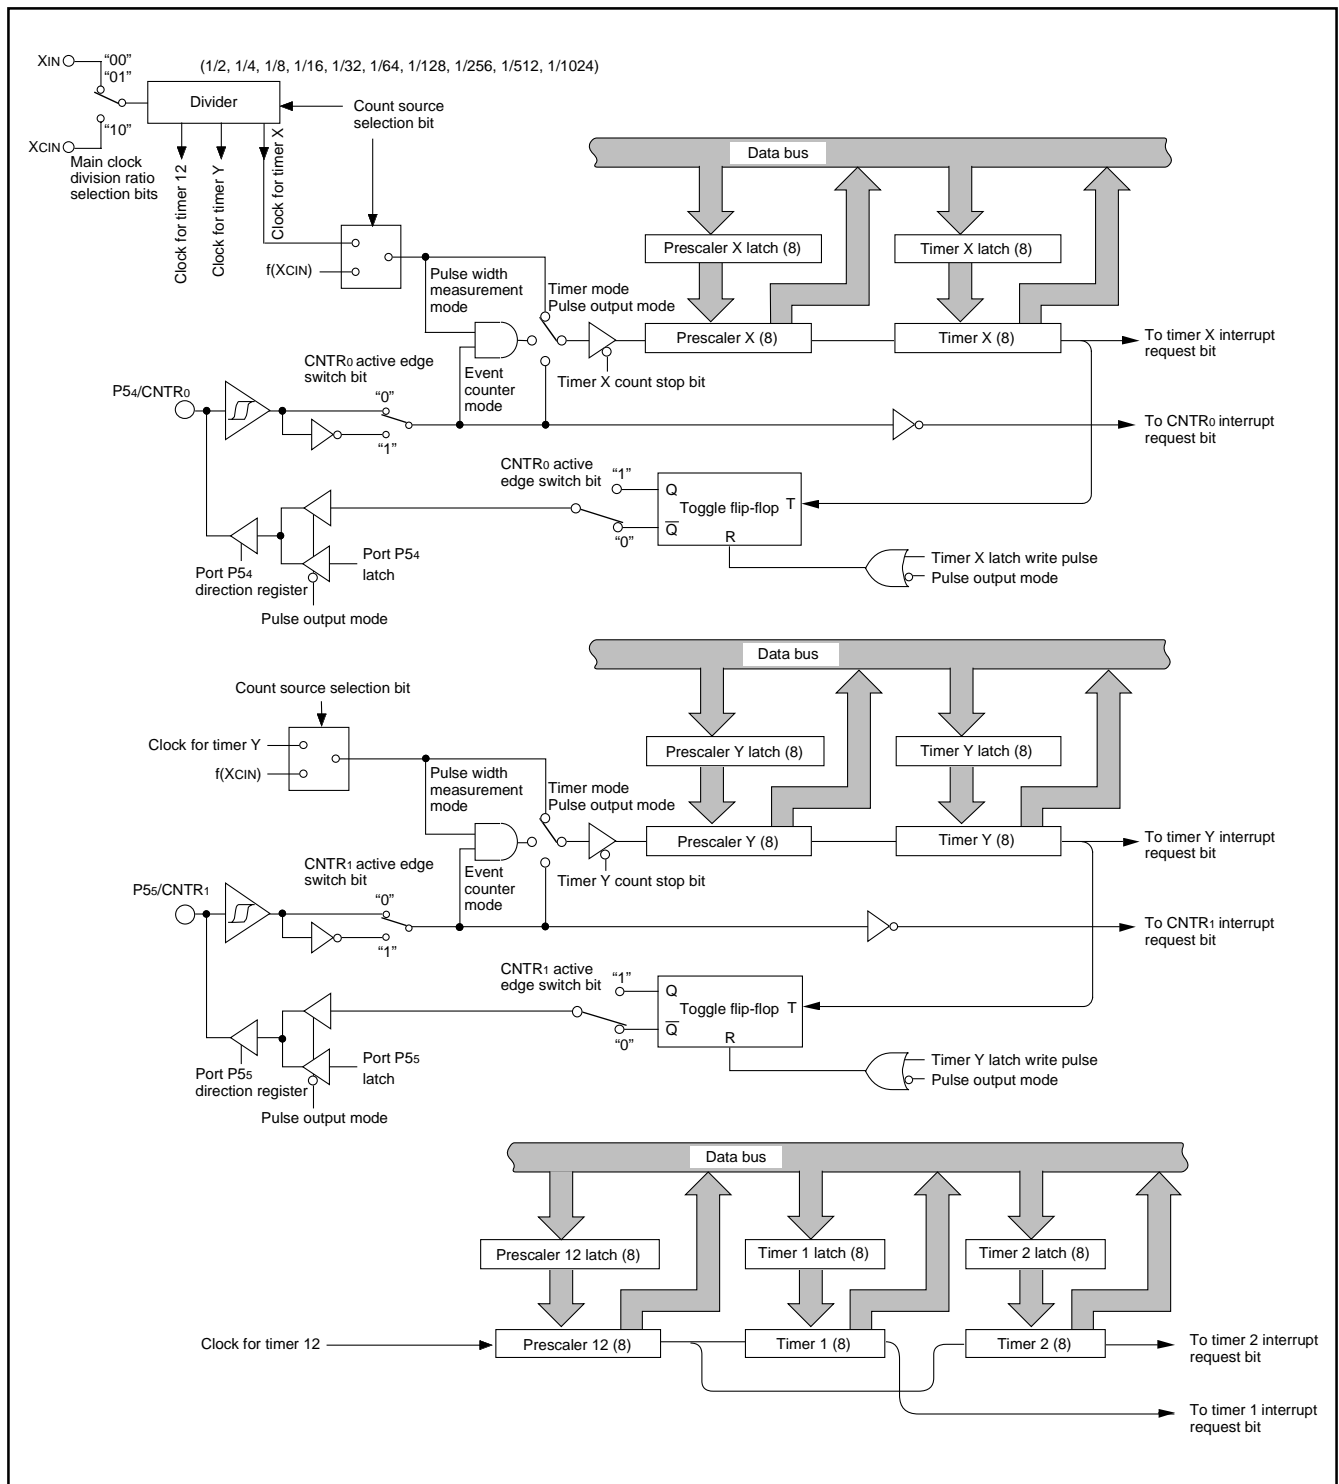 XIN
"00"
"01"
(1/2, 1/4, 1/8, 1/16, 1/32, 1/64, 1/128, 1/256, 1/512, 1/1024)
Divider
Count source
selection bit
"10"
XCIN
Main clock
division ratio
selection bits
Clock for timer 12
Clock for timer Y
Clock for timer X
f(XCIN)
Data bus
Prescaler X latch (8)
Timer X latch (8)
Pulse width
measurement
mode
Timer mode
Pulse output mode
Prescaler X (8)
Timer X (8)
To timer X interrupt
request bit
CNTR0 active edge
switch bit
Event
counter
mode
Timer X count stop bit
P54/CNTR0
"0"
"1"
To CNTR0 interrupt
request bit
CNTR0 active
edge switch bit
"1"
Q
Toggle flip-flop
T
Q
"0"
R
Port P54
latch
Port P54
direction register
Pulse output mode
Timer X latch write pulse
Pulse output mode
Data bus
Count source selection bit
Clock for timer Y
f(XCIN)
Prescaler Y latch (8)
Timer Y latch (8)
Pulse width
measurement
mode
Timer mode
Pulse output mode
Prescaler Y (8)
Timer Y (8)
To timer Y interrupt
request bit
CNTR1 active edge
switch bit
Event
counter
mode
Timer Y count stop bit
P55/CNTR1
"0"
"1"
To CNTR1 interrupt
request bit
CNTR1 active
edge switch bit
"1"
Q
Toggle flip-flop
T
Q
"0"
R
Port P55
latch
Port P55
direction register
Pulse output mode
Timer Y latch write pulse
Pulse output mode
Data bus
Prescaler 12 latch (8)
Timer 1 latch (8)
Timer 2 latch (8)
Clock for timer 12
Prescaler 12 (8)
Timer 1 (8)
Timer 2 (8)
To timer 2 interrupt
request bit
To timer 1 interrupt
request bit